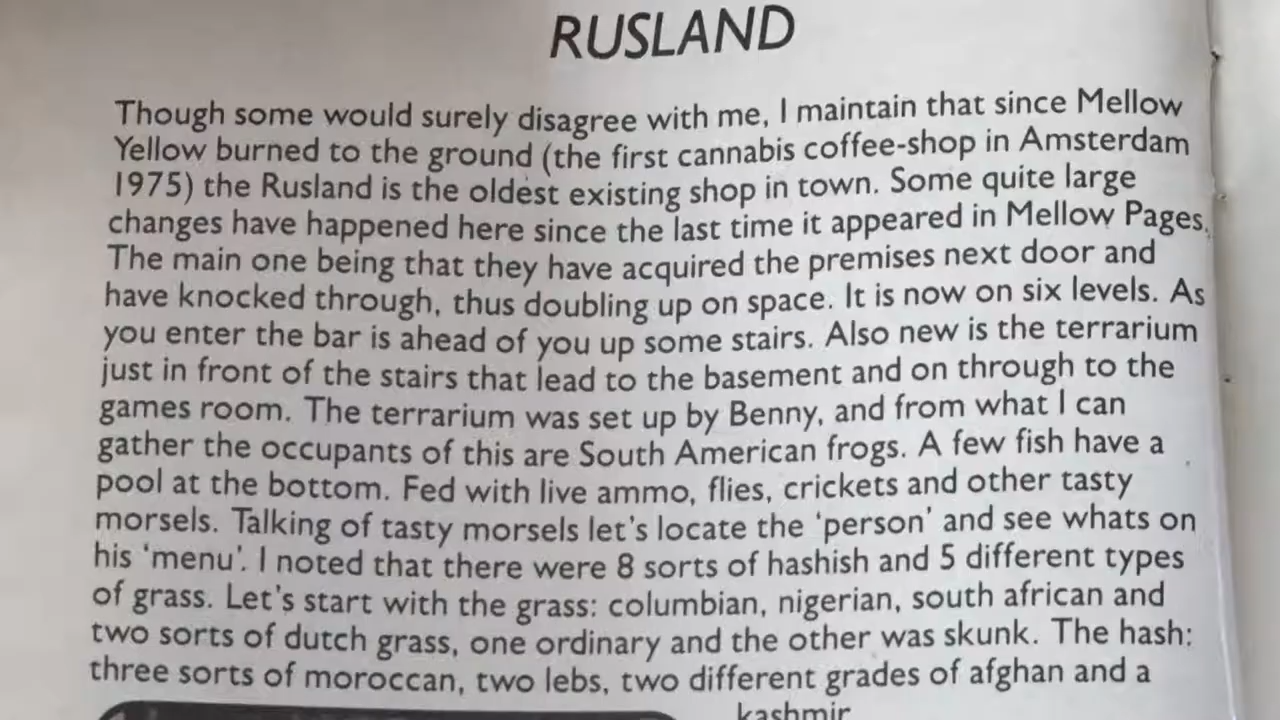 RUSLAND
Though some would surely disagree with me, I maintain that since Mellow
Yellow burned to the ground (the first cannabis coffee-shop in Amsterdam
1975) the Rusland is the oldest existing shop in town. Some quite large
changes have happened here since the last time it appeared in Mellow Pages,
The main one being that they have acquired the premises next door and
have knocked through, thus doubling up on space. It is now on six levels. As
you enter the bar is ahead of you up some stairs. Also new is the terrarium
just in front of the stairs that lead to the basement and on through to the
games room. The terrarium was set up by Benny, and from what I can
gather the occupants of this are South American frogs. A few fish have a
pool at the bottom. Fed with live ammo, flies, crickets and other tasty
morsels. Talking of tasty morsels let's locate the 'person' and see whats on
his 'menu'. I noted that there were 8 sorts of hashish and 5 different types
of grass. Let's start with the grass: columbian, nigerian, south african and
two sorts of dutch grass, one ordinary and the other was skunk. The hash:
three sorts of moroccan, two lebs, two different grades of afghan and a
kashmir